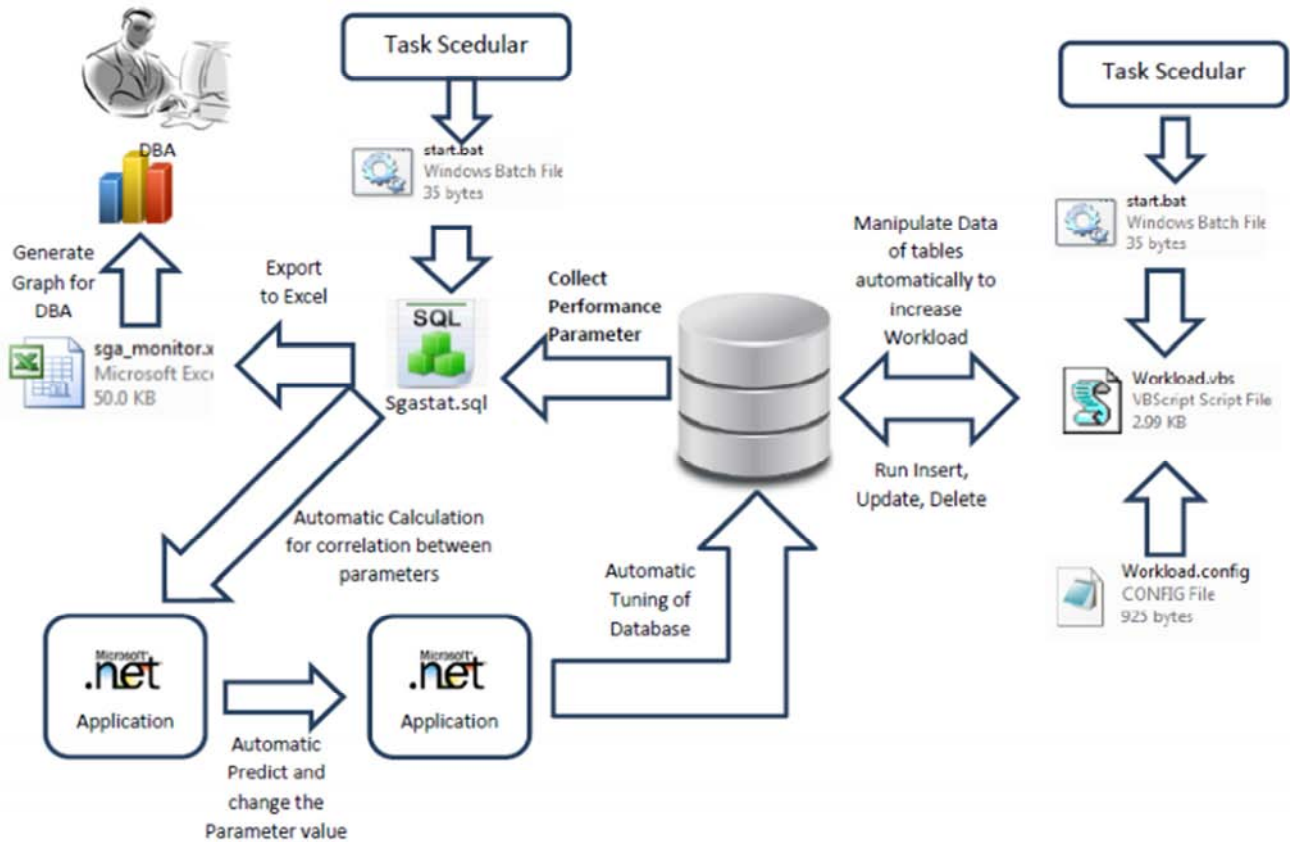 Task Scedular
start.bat
Windows Batch File
35 bytes
DBA
Generate
Graph for
DBA
Export
to Excel
SQL
Sgastat.sql
sga_monitor.x
Microsoft Exc
50.0 KB
Collect
Performance
Parameter
Manipulate Data
of tables
automatically to
increase
Workload
Run Insert,
Update, Delete
Task Scedular
start.bat
Windows Batch File
35 bytes
Workload.vbs
VBScript Script File
2.99 KB
Workload.config
CONFIG File
925 bytes
Automatic Calculation
for correlation between
parameters
Microsoft
.net
Application
Automatic
Predict and
change the
Parameter value
Microsoft
.net
Application
Automatic
Tuning of
Database